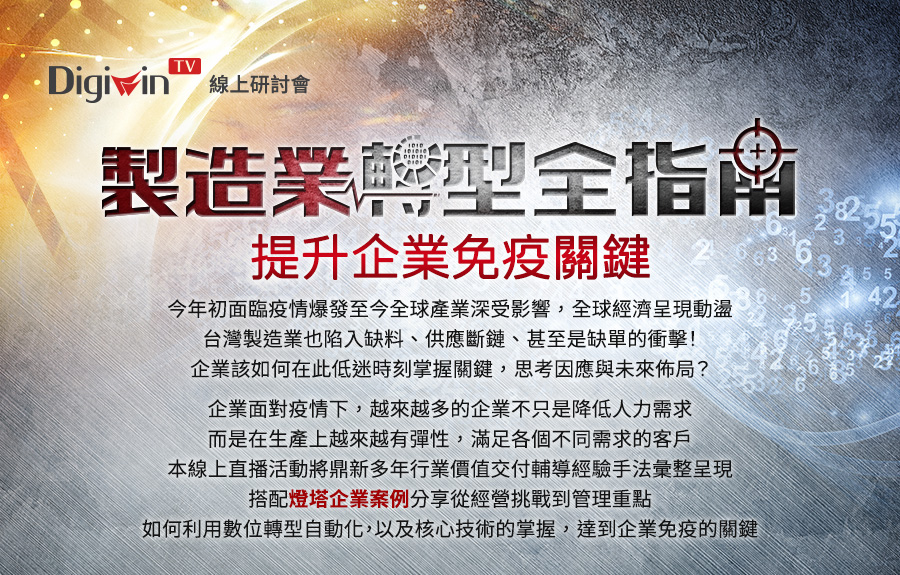 Digiwin TV 線上研討會
製造業轉型全指南
提升企業免疫關鍵
今年初面臨疫情爆發至今全球產業深受影響，全球經濟呈現動盪
台灣製造業也陷入缺料、供應斷鏈、甚至是缺單的衝擊！
企業該如何在此低迷時刻掌握關鍵，思考因應與未來佈局？
企業面對疫情下，越來越多的企業不只是降低人力需求
而是在生產上越來越有彈性，滿足各個不同需求的客戶
本線上直播活動將鼎新多年行業價值交付輔導經驗手法彙整呈現
搭配燈塔企業案例分享從經營挑戰到管理重點
如何利用數位轉型自動化，以及核心技術的掌握，達到企業免疫的關鍵